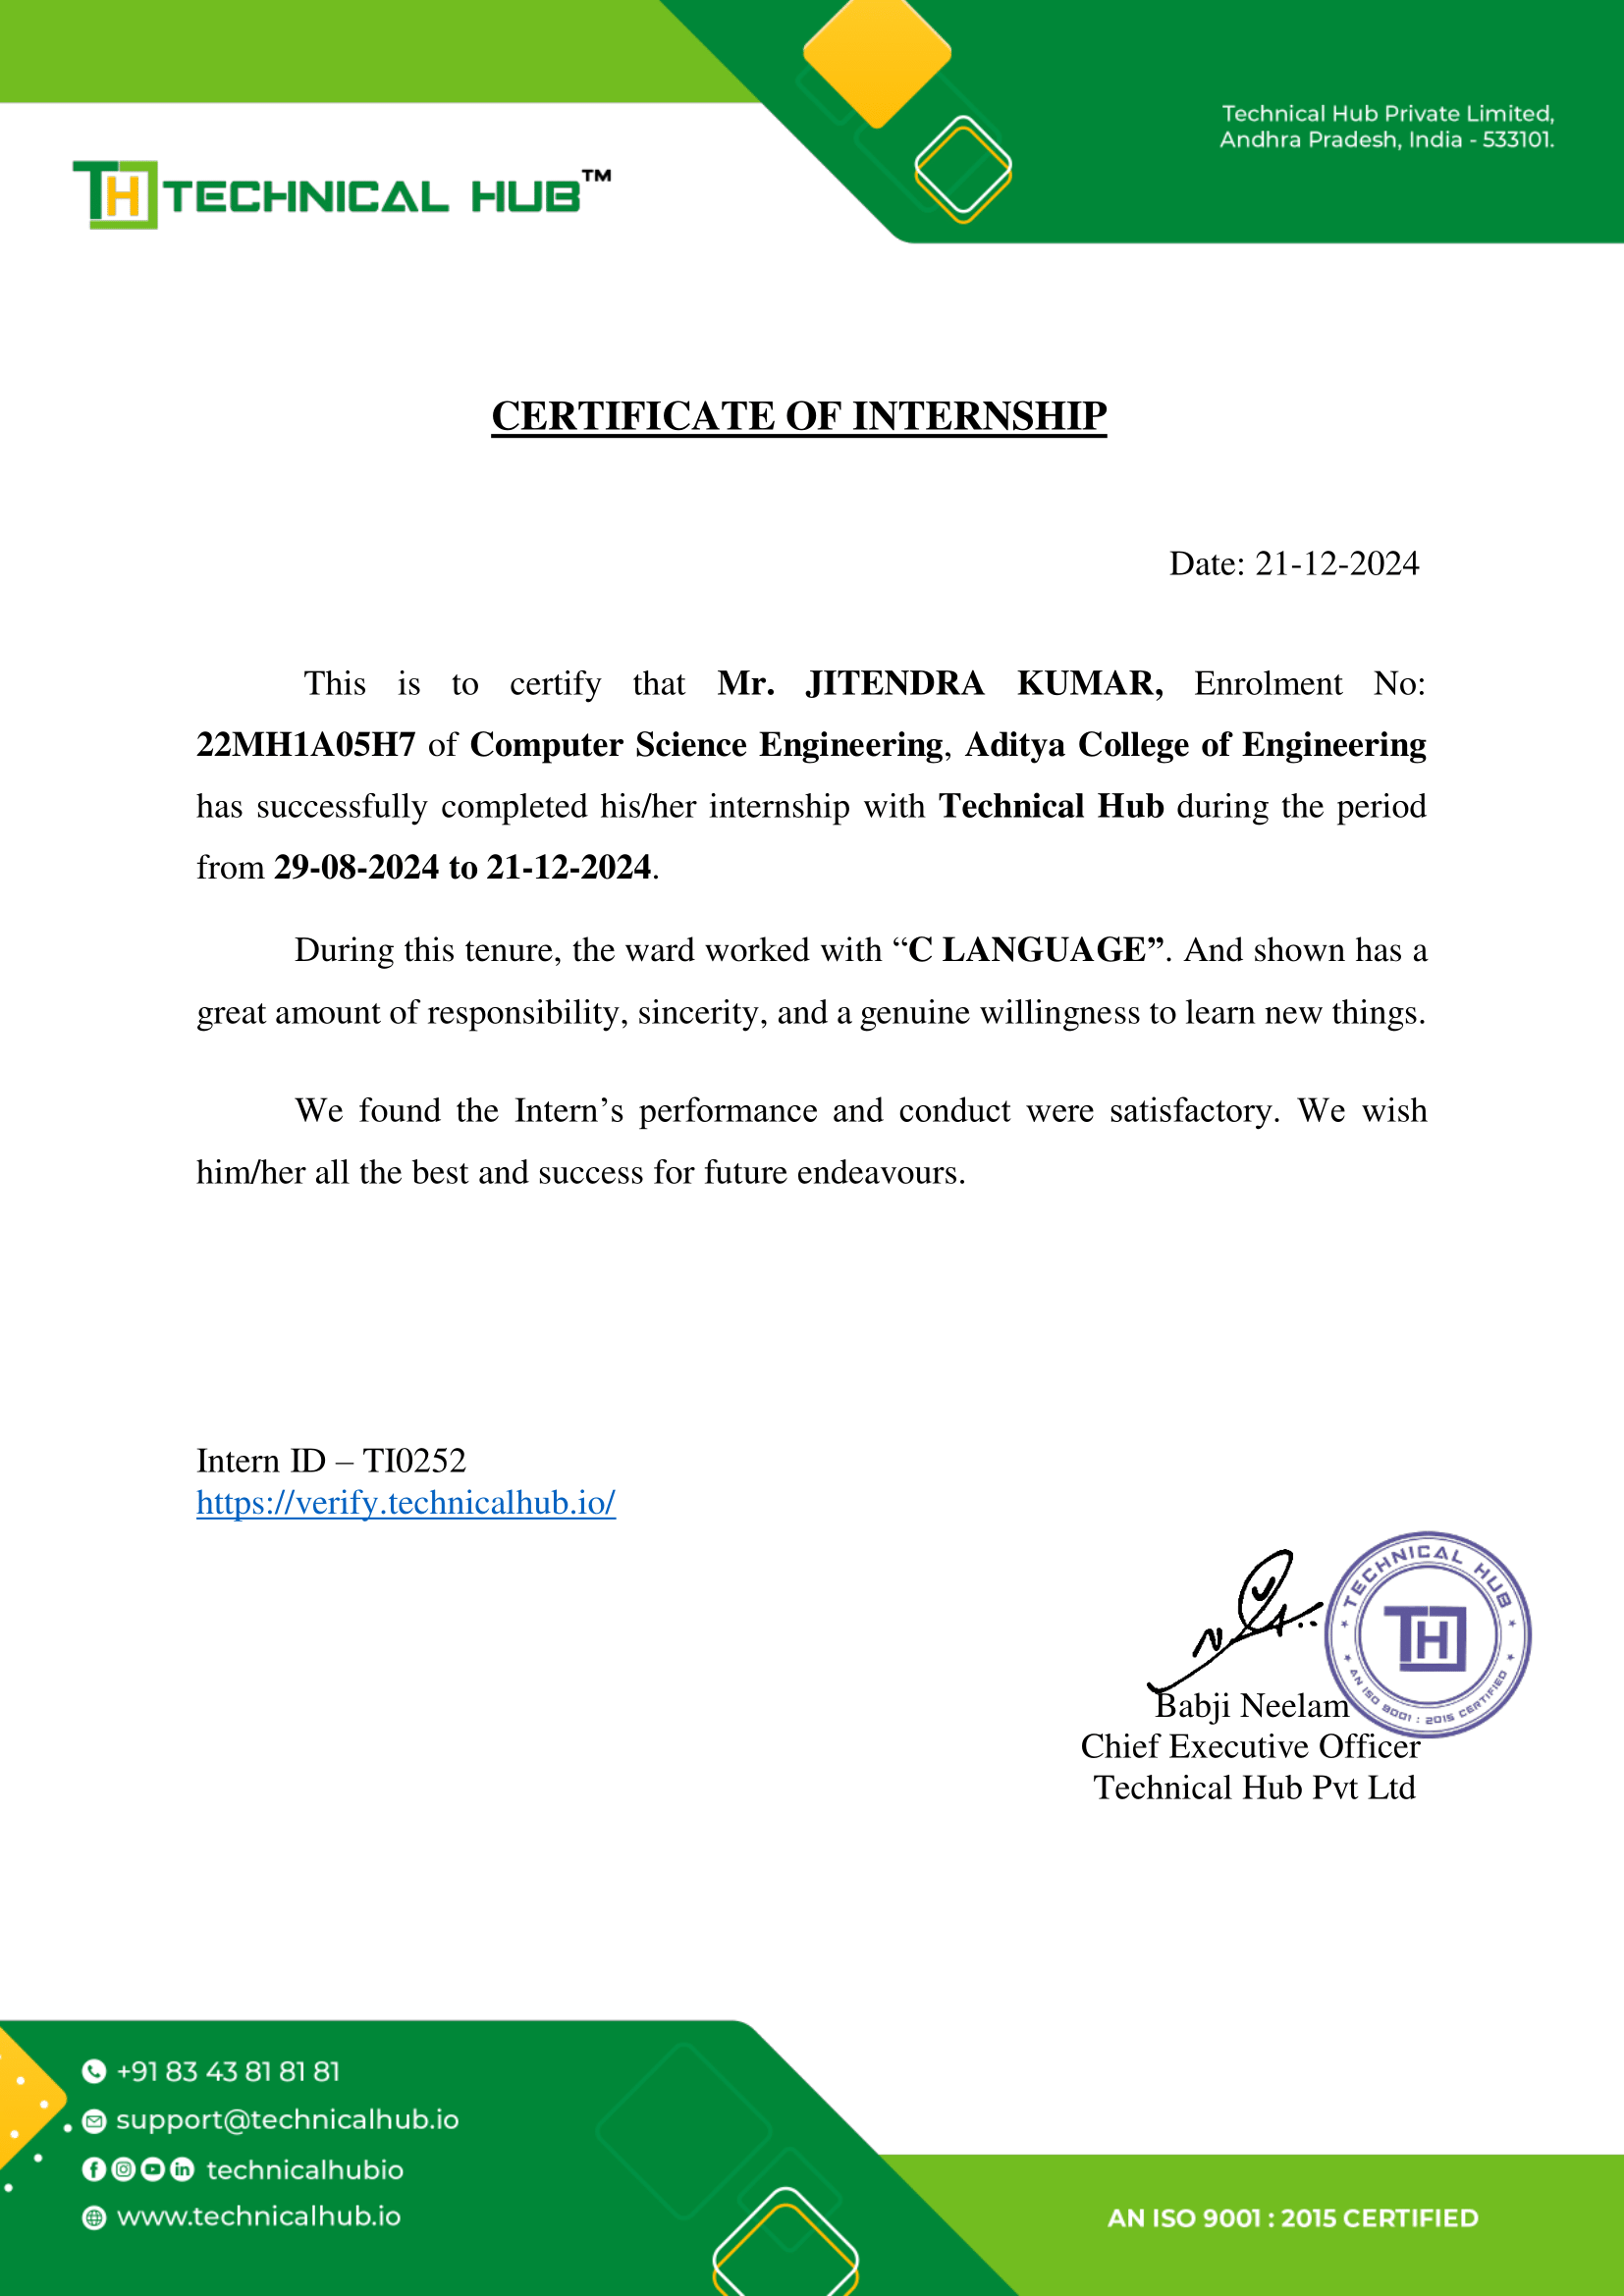 Technical Hub Private Limited,
Andhra Pradesh, India - 533101.
TH TECHNICAL HUB™
CERTIFICATE OF INTERNSHIP
Date: 21-12-2024
This is to certify that Mr. JITENDRA KUMAR, Enrolment No:
22MH1A05H7 of Computer Science Engineering, Aditya College of Engineering
has successfully completed his/her internship with Technical Hub during the period
from 29-08-2024 to 21-12-2024.
During this tenure, the ward worked with “C LANGUAGE”. And shown has a
great amount of responsibility, sincerity, and a genuine willingness to learn new things.
We found the Intern’s performance and conduct were satisfactory. We wish
him/her all the best and success for future endeavours.
Intern ID – TI0252
https://verify.technicalhub.io/
TECHNICAL HUB
TH
AN ISO 9001 : 2015 CERTIFIED
Babji Neelam
Chief Executive Officer
Technical Hub Pvt Ltd
+91 83 43 81 81 81
support@technicalhub.io
technicalhubio
www.technicalhub.io
AN ISO 9001 : 2015 CERTIFIED